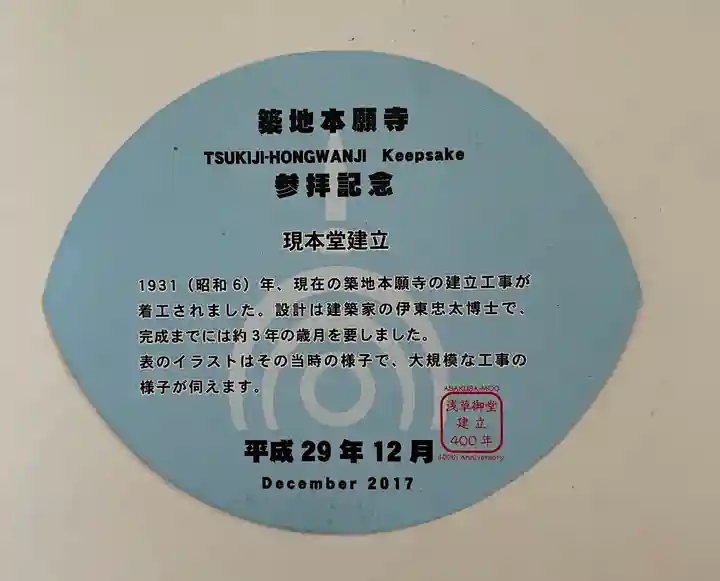 築地本願寺
TSUKIJI-HONGWANJI Keepsake
参拝記念
現本堂建立
1931（昭和6）年、現在の築地本願寺の建立工事が
着工されました。設計は建築家の伊東忠太博士で、
完成までには約3年の歳月を要しました。
表のイラストはその当時の様子で、大規模な工事の
様子が伺えます。
ASAKUSA-MIDO
浅草御堂
建立
400年
400th Anniversary
平成29年12月
December 2017